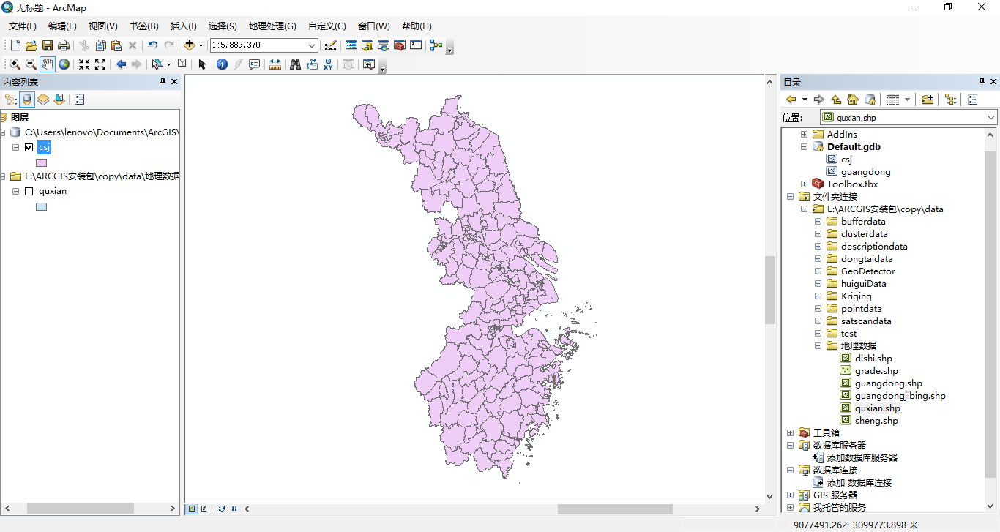 无标题 - ArcMap
文件(F) 编辑(E) 视图(V) 书签(B) 插入(I) 选择(S) 地理处理(G) 自定义(C) 窗口(W) 帮助(H)
1:5,889,370
内容列表
图层
C:\Users\lenovo\Documents\ArcGIS\
csj
E:\ARCGIS安装包\copy\data\地理数据
quxian
目录
位置: quxian.shp
AddIns
Default.gdb
csj
guangdong
Toolbox.tbx
文件夹连接
E:\ARCGIS安装包\copy\data
bufferdata
clusterdata
descriptiondata
dongtaidata
GeoDetector
huiguiData
Kriging
pointdata
satscandata
test
地理数据
dishi.shp
grade.shp
guangdong.shp
guangdongjibing.shp
quxian.shp
sheng.shp
工具箱
数据库服务器
添加数据库服务器
数据库连接
添加 数据库连接
GIS 服务器
我托管的服务
9077491.262 3099773.898 米